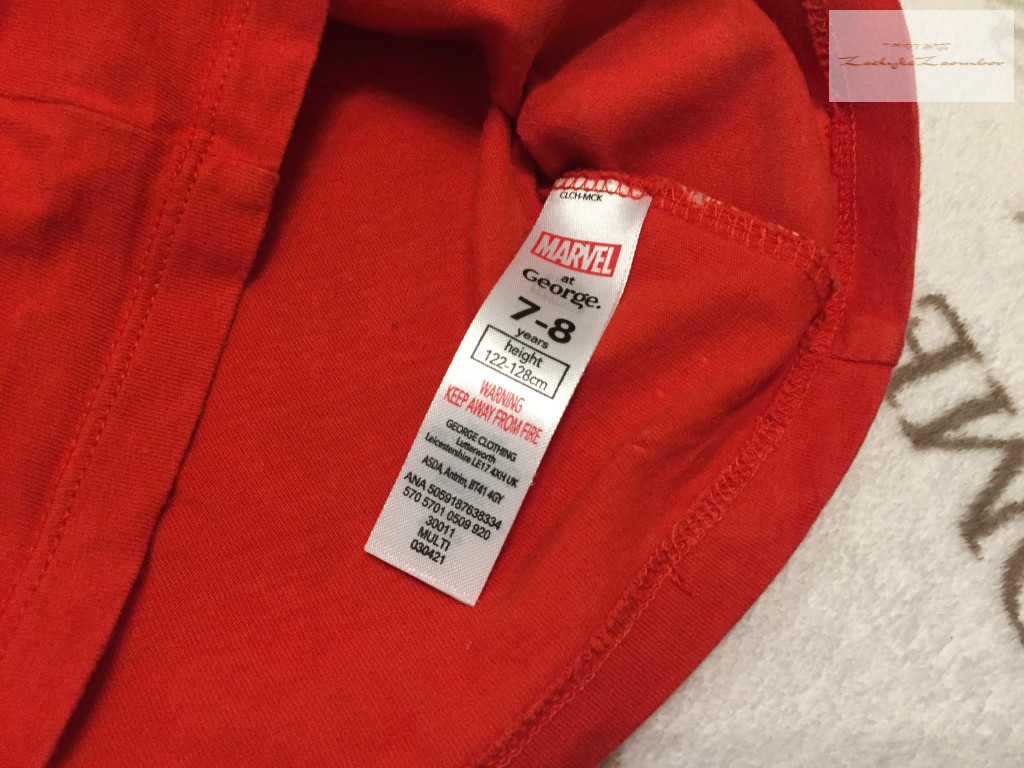 CLCH-MCK
MARVEL
at
George.
7-8
years
height
122-128cm
WARNING
KEEP AWAY FROM FIRE
GEORGE CLOTHING
Lutterworth
Leicestershire LE17 4XH UK
ASDA, Antrim, BT41 4GY
ANA 5059187638334
570 5701 0509 920
30011
MULTI
030421